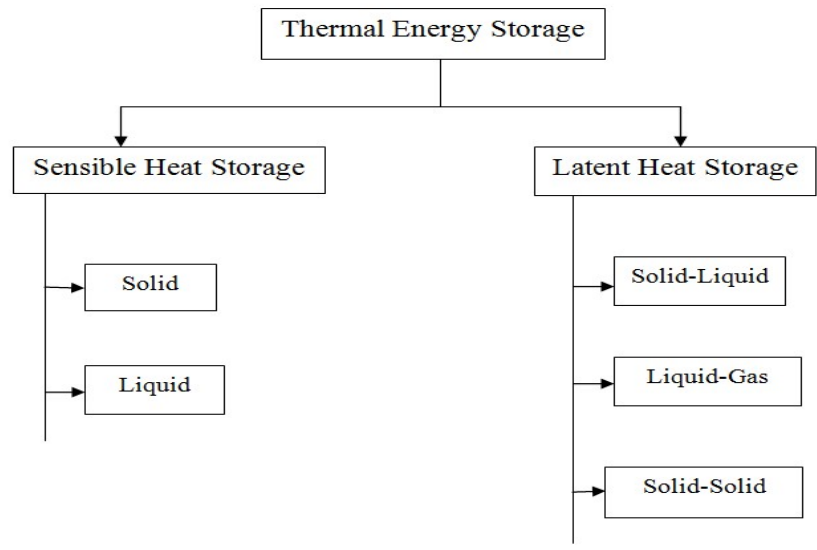 Thermal Energy Storage
Sensible Heat Storage
Solid
Liquid
Latent Heat Storage
Solid-Liquid
Liquid-Gas
Solid-Solid